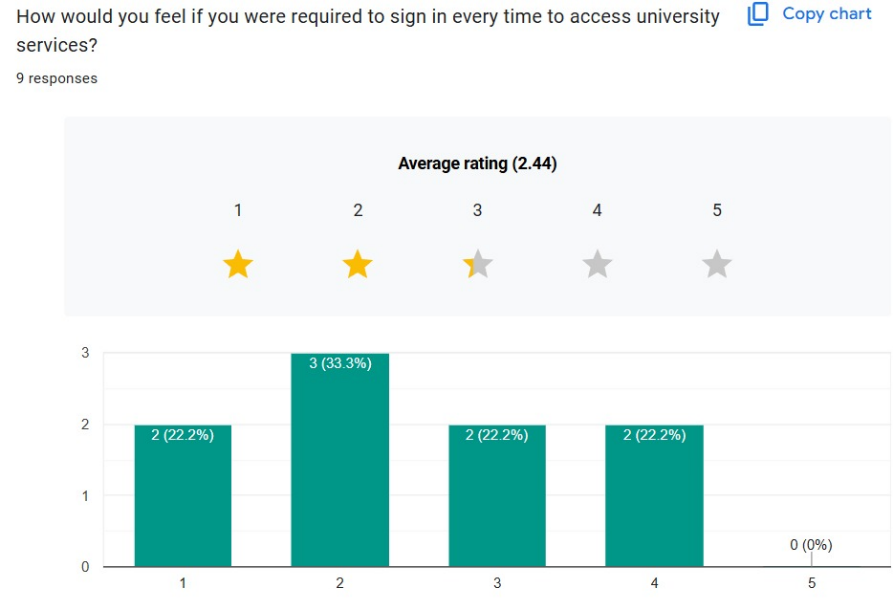 How would you feel if you were required to sign in every time to access university
services?
Copy chart
9 responses
Average rating (2.44)
1 2 3 4 5
3
2
1
0
2 (22.2%)
3 (33.3%)
2 (22.2%)
2 (22.2%)
0 (0%)
1 2 3 4 5